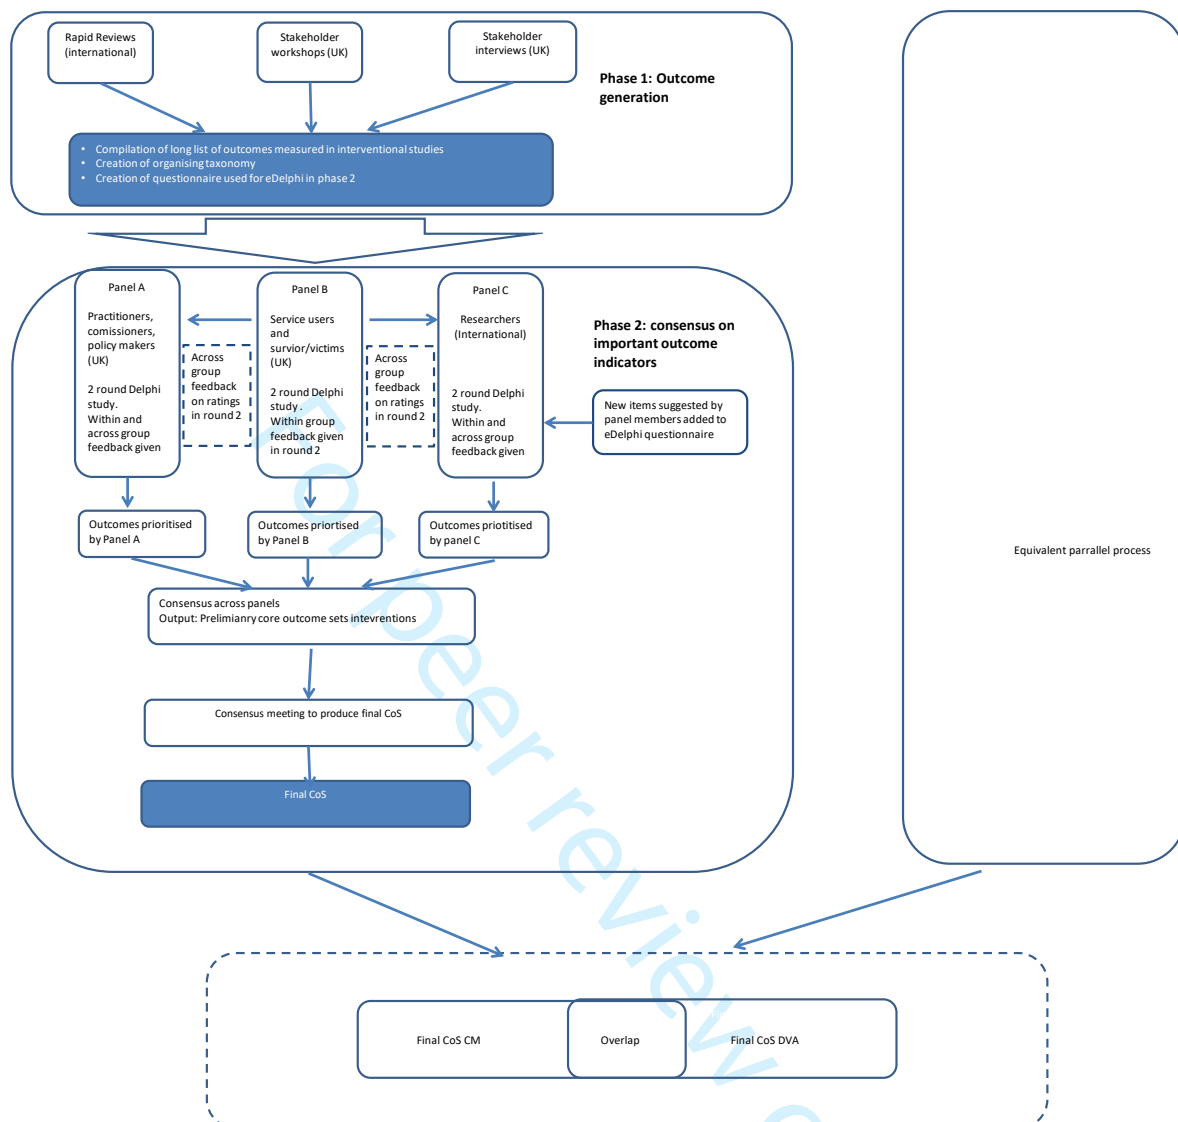 Rapid Reviews
(international)
Stakeholder
workshops (UK)
Stakeholder
interviews (UK)
Phase 1: Outcome
generation
• Compilation of long list of outcomes measured in interventional studies
• Creation of organising taxonomy
• Creation of questionnaire used for eDelphi in phase 2
Panel A
Practitioners,
comissioners,
policy makers
(UK)
2 round Delphi
study.
Within and
across group
feedback given
Across
group
feedback
on ratings
in round 2
Panel B
Service users
and
survior/victims
(UK)
2 round Delphi
study .
Within group
feedback given
in round 2
Across
group
feedback
on ratings
in round 2
Panel C
Researchers
(International)
2 round Delphi
study.
Within and
across group
feedback given
Phase 2: consensus on
important outcome
indicators
New items suggested by
panel members added to
eDelphi questionnaire
Outcomes prioritised
by Panel A
Outcomes priortised
by Panel B
Outcomes priotitised
by panel C
Consensus across panels
Output: Prelimianry core outcome sets intevrentions
Consensus meeting to produce final CoS
Final CoS
Equivalent parrallel process
Final CoS CM
Overlap
Final CoS DVA
For peer review